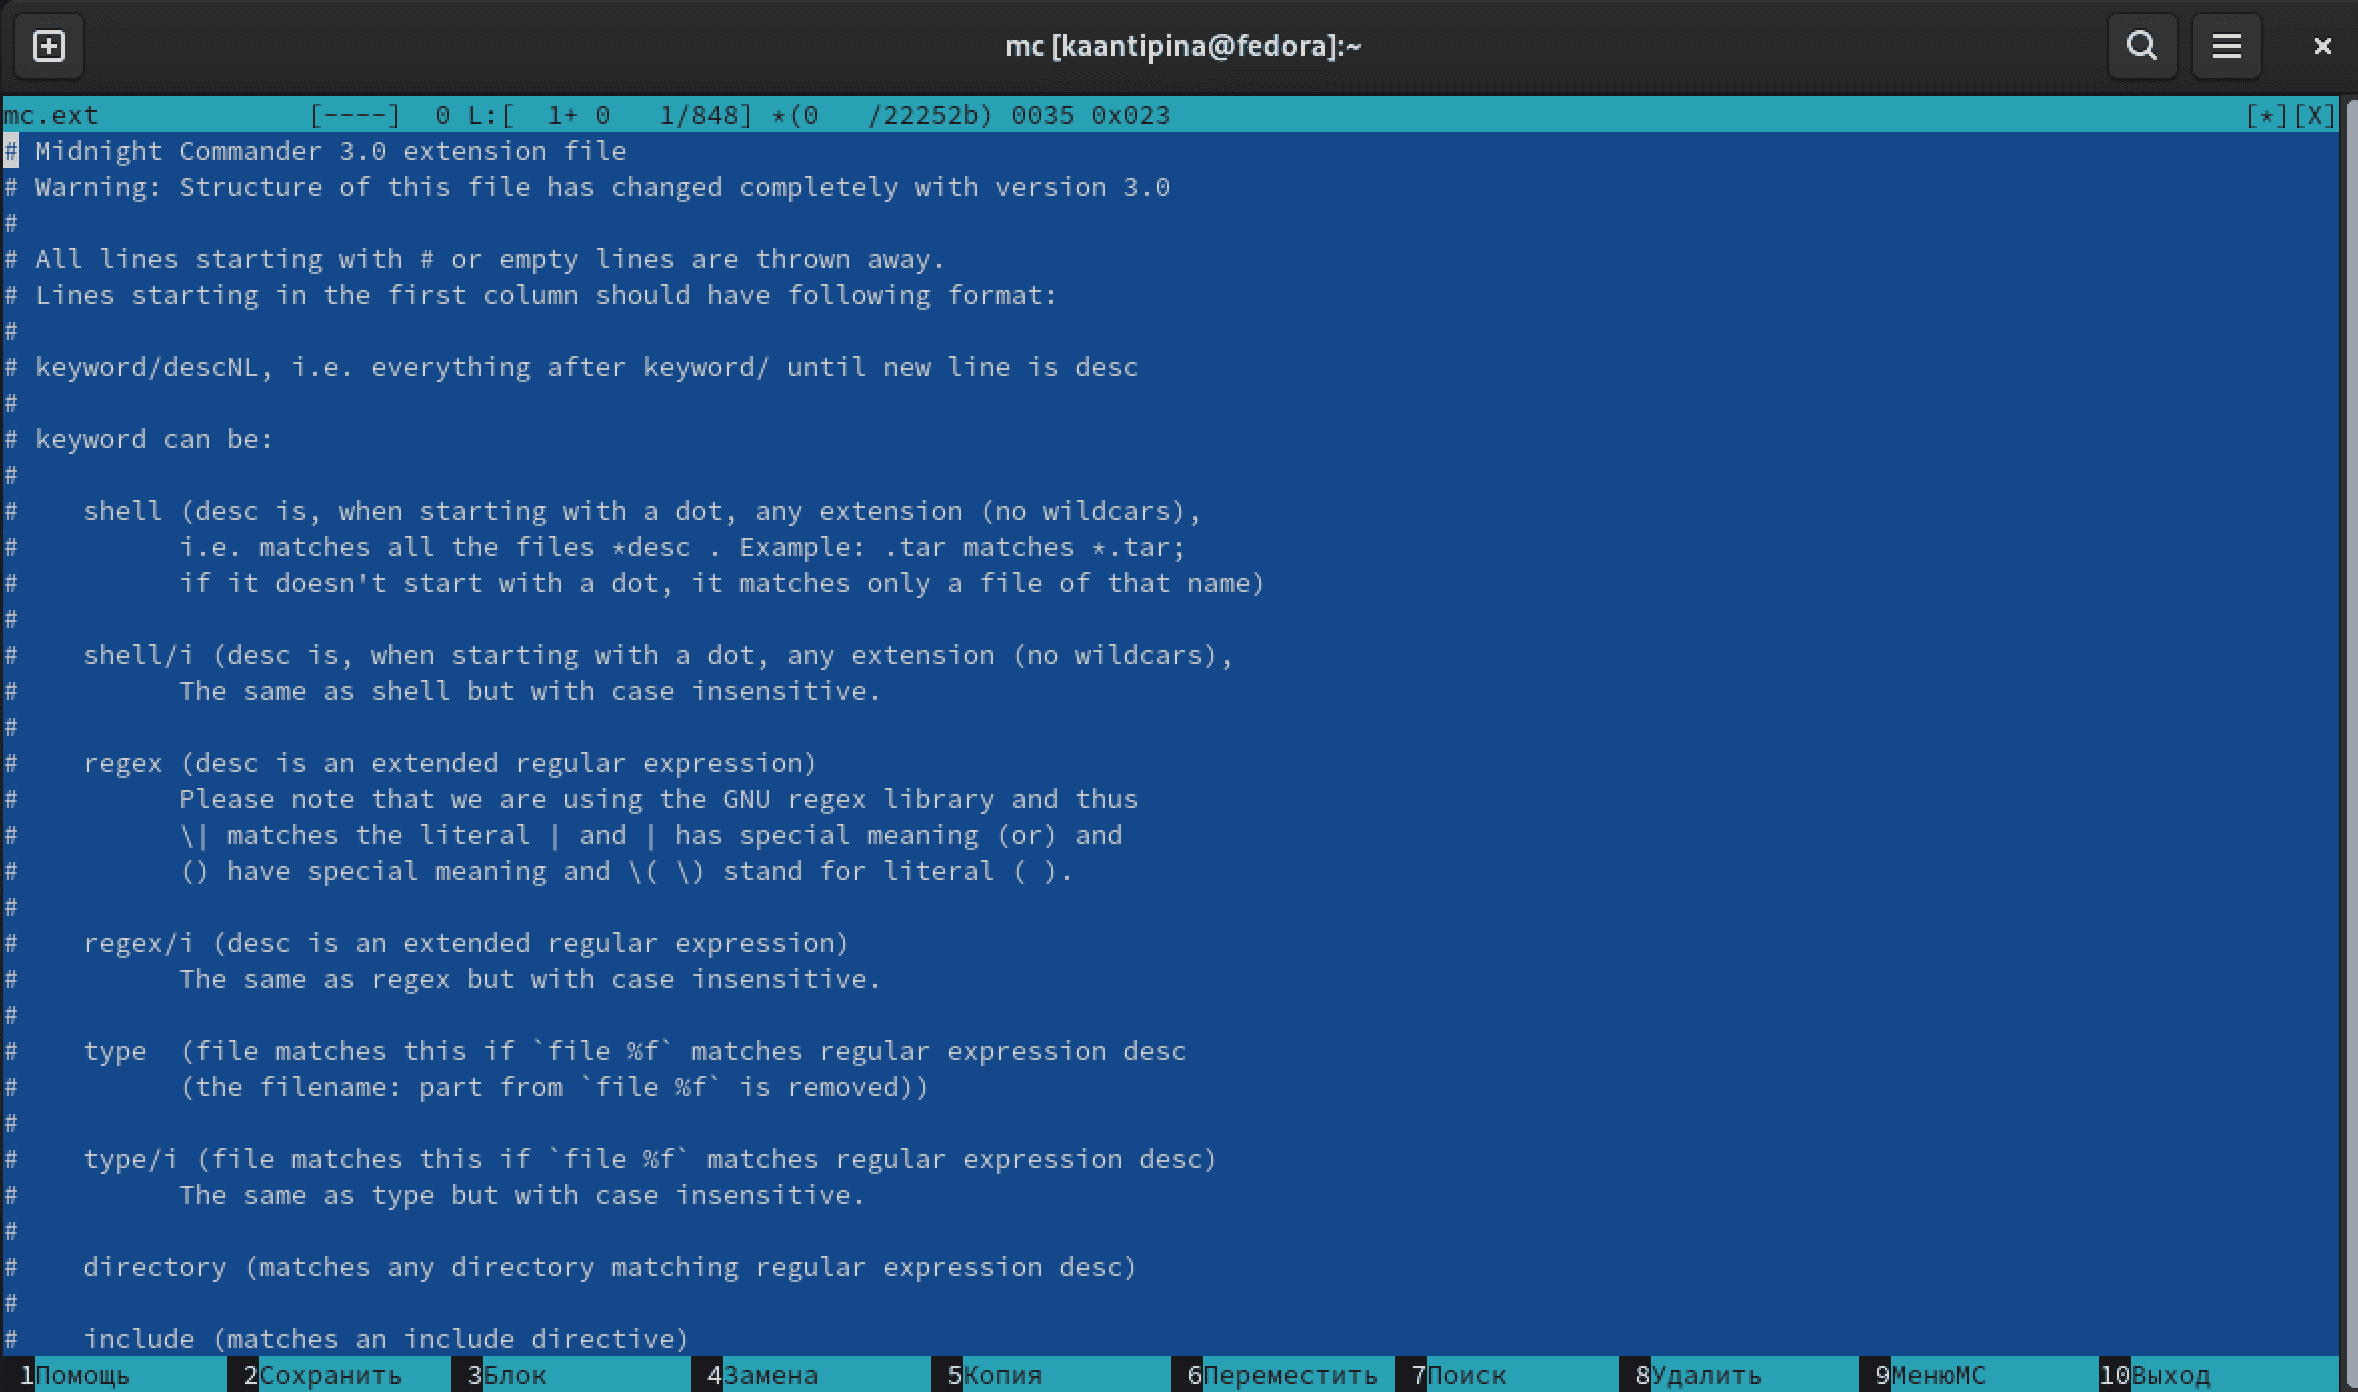 mc [kaantipina@fedora]:~
mc.ext             [----]  0 L:[  1+ 0   1/848] *(0   /22252b) 0035 0x023 [*][X]
# Midnight Commander 3.0 extension file
# Warning: Structure of this file has changed completely with version 3.0
#
# All lines starting with # or empty lines are thrown away.
# Lines starting in the first column should have following format:
#
# keyword/descNL, i.e. everything after keyword/ until new line is desc
#
# keyword can be:
#
#    shell (desc is, when starting with a dot, any extension (no wildcars),
#          i.e. matches all the files *desc . Example: .tar matches *.tar;
#          if it doesn't start with a dot, it matches only a file of that name)
#
#    shell/i (desc is, when starting with a dot, any extension (no wildcars),
#          The same as shell but with case insensitive.
#
#    regex (desc is an extended regular expression)
#          Please note that we are using the GNU regex library and thus
#          \| matches the literal | and | has special meaning (or) and
#          () have special meaning and \( \) stand for literal ( ).
#
#    regex/i (desc is an extended regular expression)
#          The same as regex but with case insensitive.
#
#    type  (file matches this if `file %f` matches regular expression desc
#          (the filename: part from `file %f` is removed))
#
#    type/i (file matches this if `file %f` matches regular expression desc)
#          The same as type but with case insensitive.
#
#    directory (matches any directory matching regular expression desc)
#
#    include (matches an include directive)
1Помощь 2Сохранить 3Блок 4Замена 5Копия 6Переместить 7Поиск 8Удалить 9МенюMC 10Выход